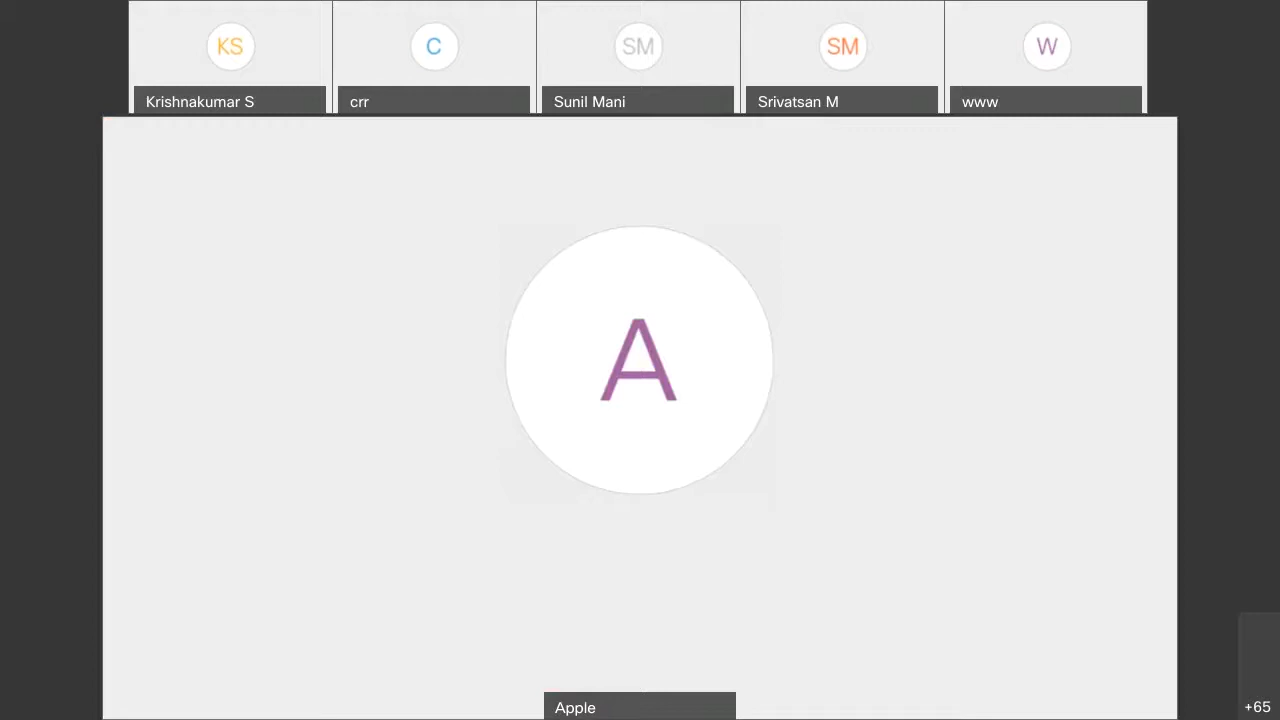 KS
C
SM
SM
W
Krishnakumar S
crr
Sunil Mani
Srivatsan M
www
A
Apple
+65